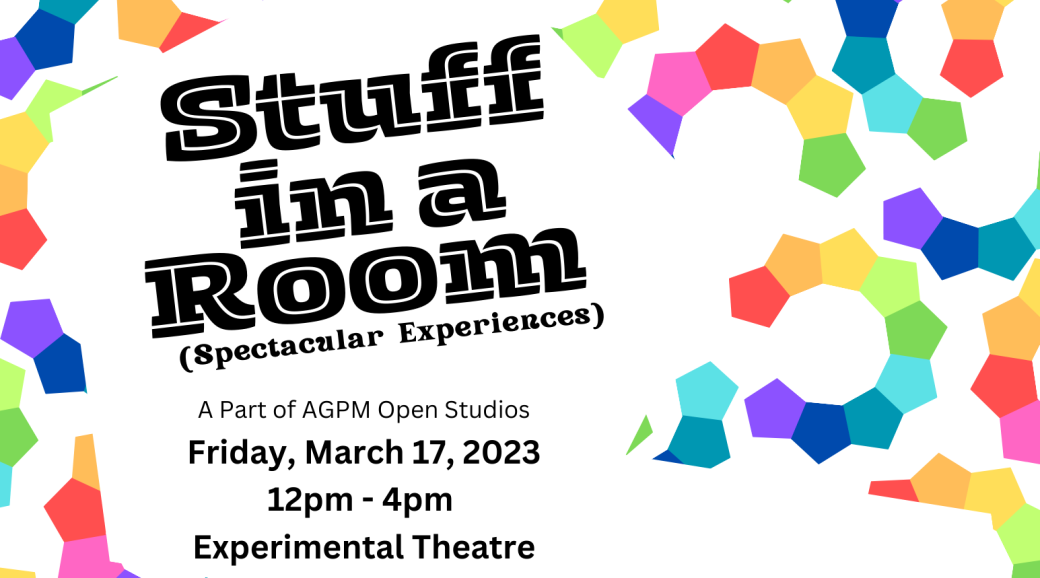 Stuff
in a
Room
(Spectacular Experiences)
A Part of AGPM Open Studios
Friday, March 17, 2023
12pm - 4pm
Experimental Theatre